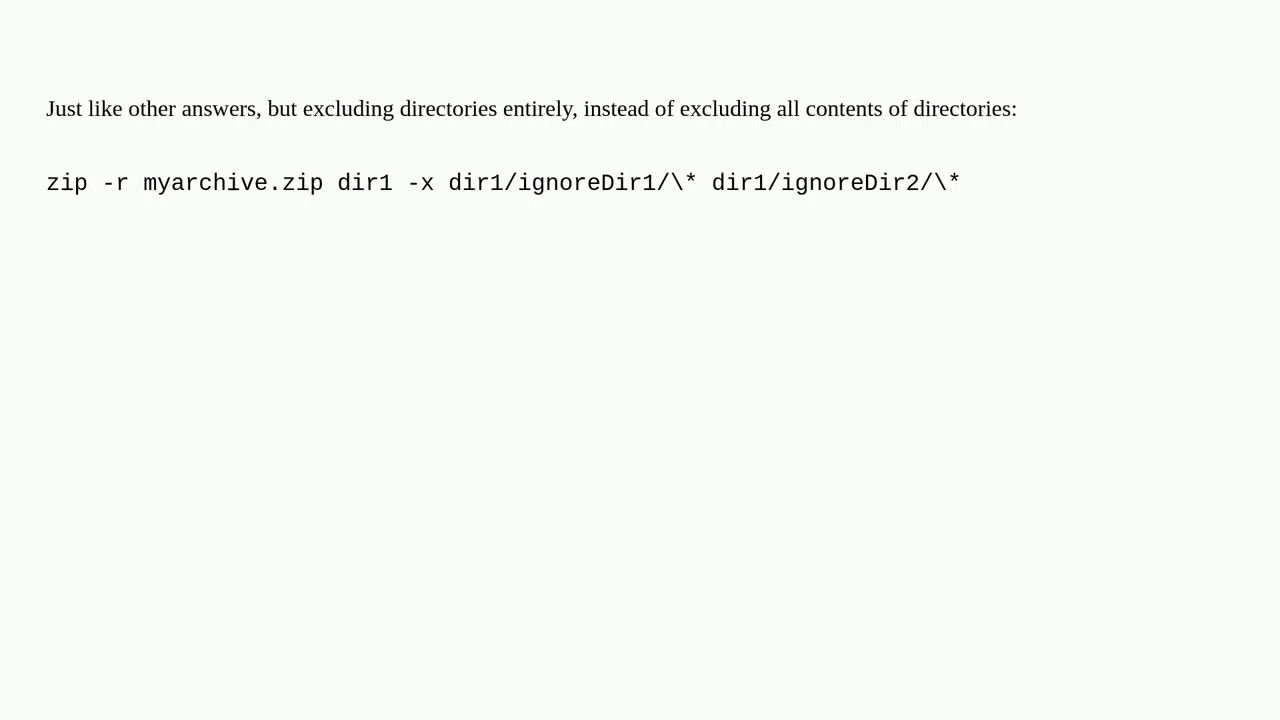 Just like other answers, but excluding directories entirely, instead of excluding all contents of directories:
zip -r myarchive.zip dir1 -x dir1/ignoreDir1/\* dir1/ignoreDir2/\*